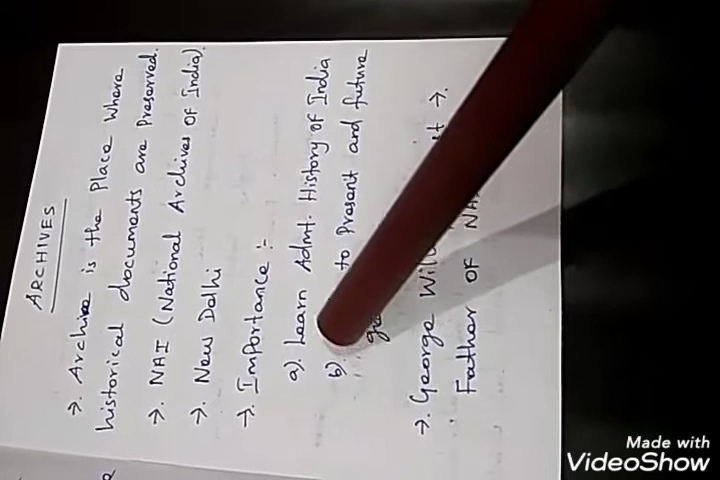 ARCHIVES
→. Archive is the Place Where
historical documents are Preserved.
→. NAI (National Archives Of India).
→. New Delhi
→. Importance :-
a). Learn Admt. History Of India
b). to Present and future
→. George →.
Father OF
Made with
VideoShow